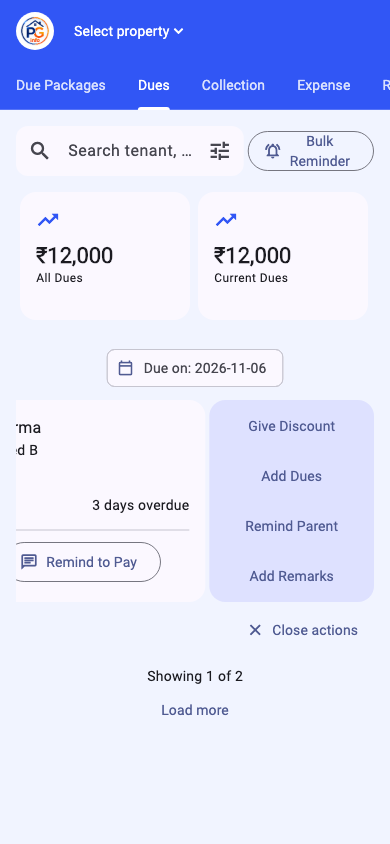 PG
info
Select property
Due Packages
Dues
Collection
Expense
R
Search tenant, ...
Bulk
Reminder
₹12,000
All Dues
₹12,000
Current Dues
Due on: 2026-11-06
rma
ed B
3 days overdue
Remind to Pay
Give Discount
Add Dues
Remind Parent
Add Remarks
Close actions
Showing 1 of 2
Load more